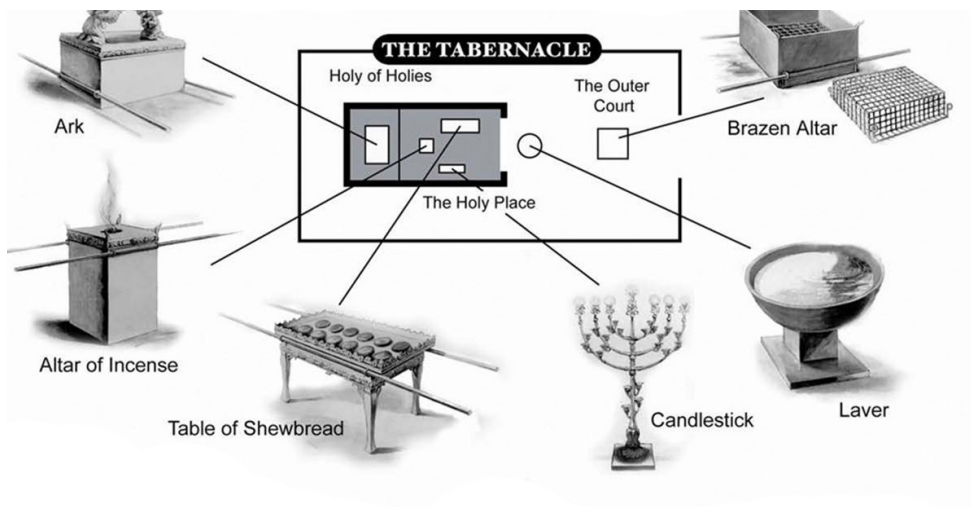 THE TABERNACLE
Holy of Holies
The Outer
Court
Ark
Brazen Altar
The Holy Place
Altar of Incense
Table of Shewbread
Candlestick
Laver